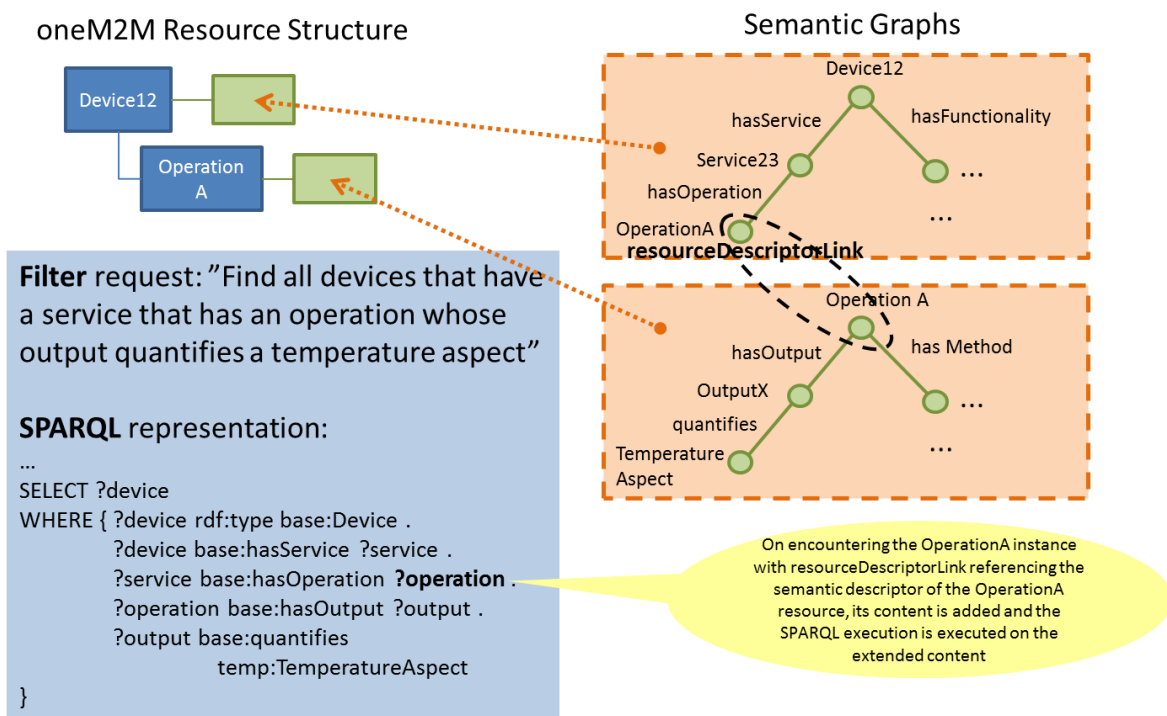 oneM2M Resource Structure
Device12
Operation
A
Semantic Graphs
Device12
hasService
hasFunctionality
Service23
...
hasOperation
...
OperationA
resourceDescriptorLink
Operation A
hasOutput
has Method
OutputX
...
quantifies
...
Temperature
Aspect
Filter request: ”Find all devices that have
a service that has an operation whose
output quantifies a temperature aspect”
SPARQL representation:
...
SELECT ?device
WHERE { ?device rdf:type base:Device .
?device base:hasService ?service .
?service base:hasOperation ?operation .
?operation base:hasOutput ?output .
?output base:quantifies
temp:TemperatureAspect
}
On encountering the OperationA instance
with resourceDescriptorLink referencing the
semantic descriptor of the OperationA
resource, its content is added and the
SPARQL execution is executed on the
extended content